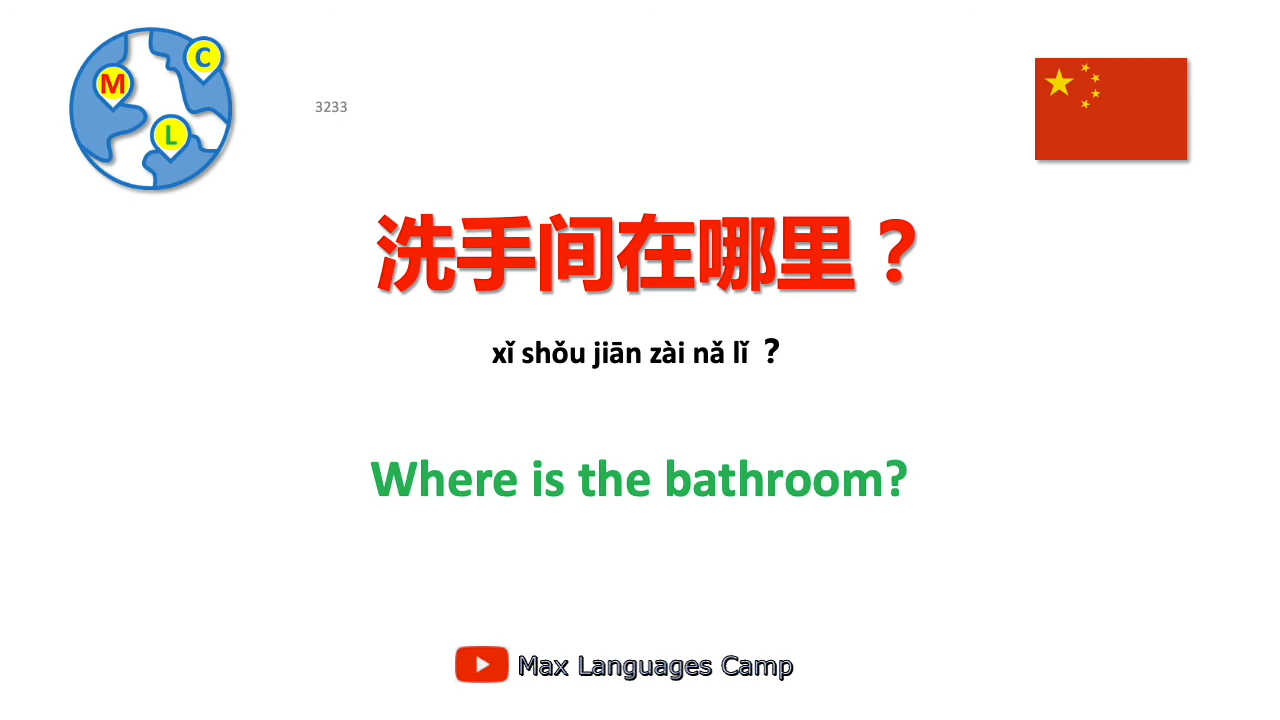 C
M
L
3233
洗手间在哪里？
xǐ shǒu jiān zài nǎ lǐ ？
Where is the bathroom?
Max Languages Camp